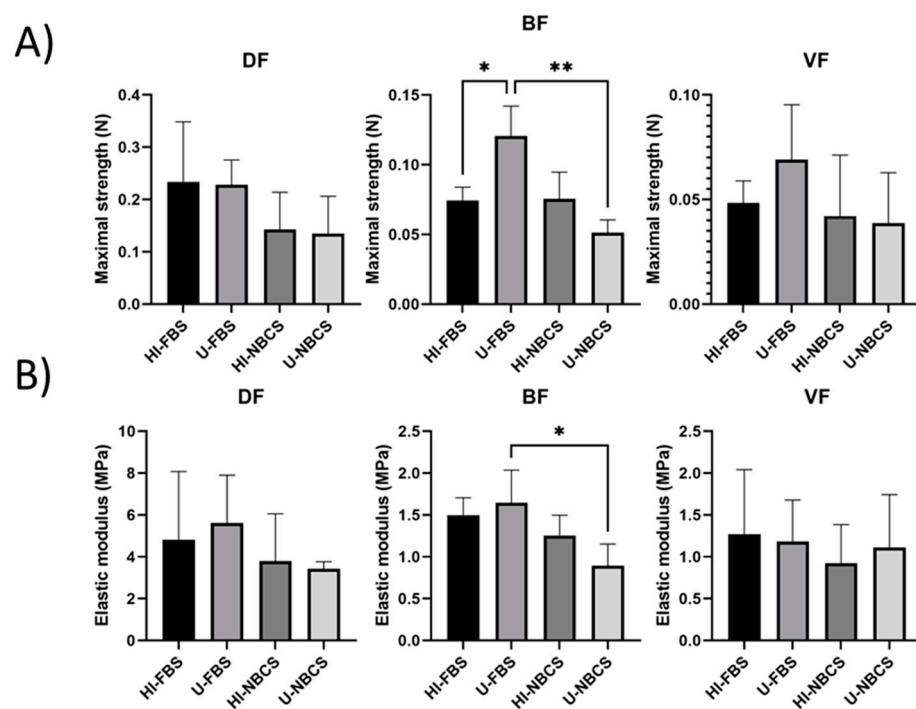 A)
DF
BF
VF
Maximal strength (N)
0.4
0.3
0.2
0.1
0.0
HI-FBS
U-FBS
HI-NBCS
U-NBCS
Maximal strength (N)
0.15
0.10
0.05
0.00
*
**
HI-FBS
U-FBS
HI-NBCS
U-NBCS
Maximal strength (N)
0.10
0.05
0.00
HI-FBS
U-FBS
HI-NBCS
U-NBCS
B)
DF
BF
VF
Elastic modulus (MPa)
10
8
6
4
2
0
HI-FBS
U-FBS
HI-NBCS
U-NBCS
Elastic modulus (MPa)
2.5
2.0
1.5
1.0
0.5
0.0
*
HI-FBS
U-FBS
HI-NBCS
U-NBCS
Elastic modulus (MPa)
2.5
2.0
1.5
1.0
0.5
0.0
HI-FBS
U-FBS
HI-NBCS
U-NBCS